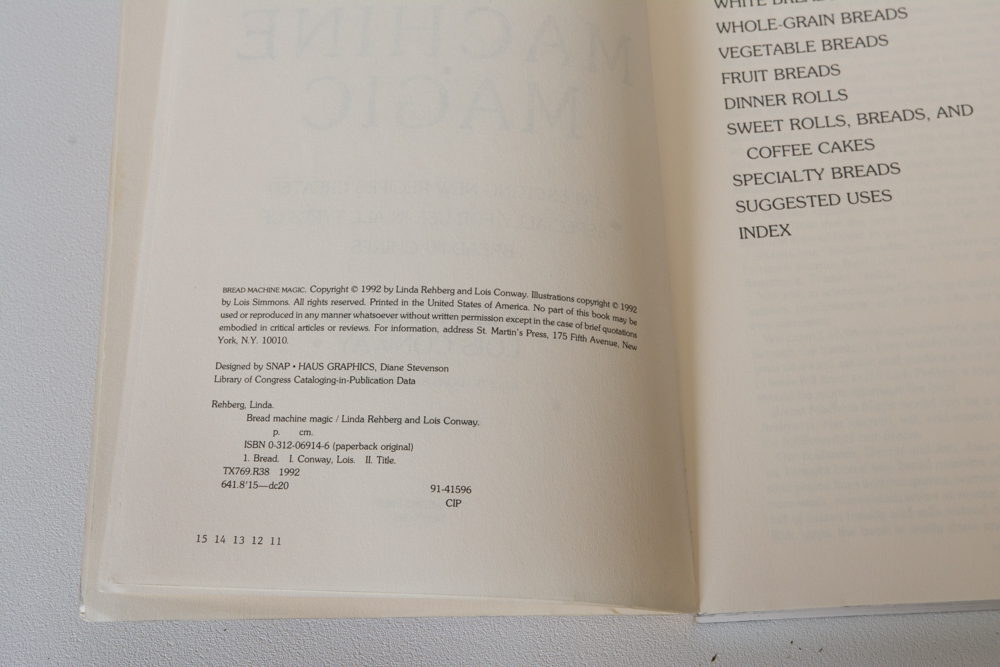 BREAD MACHINE MAGIC. Copyright © 1992 by Linda Rehberg and Lois Conway. Illustrations copyright © 1992
by Lois Simmons. All rights reserved. Printed in the United States of America. No part of this book may be
used or reproduced in any manner whatsoever without written permission except in the case of brief quotations
embodied in critical articles or reviews. For information, address St. Martin's Press, 175 Fifth Avenue, New
York, N.Y. 10010.
Designed by SNAP • HAUS GRAPHICS, Diane Stevenson
Library of Congress Cataloging-in-Publication Data
Rehberg, Linda.
Bread machine magic / Linda Rehberg and Lois Conway.
p. cm.
ISBN 0-312-06914-6 (paperback original)
1. Bread. I. Conway, Lois. II. Title.
TX769.R38 1992
641.8'15—dc20
91-41596
CIP
15 14 13 12 11
WHITE
WHOLE-GRAIN BREADS
VEGETABLE BREADS
FRUIT BREADS
DINNER ROLLS
SWEET ROLLS, BREADS, AND
COFFEE CAKES
SPECIALTY BREADS
SUGGESTED USES
INDEX